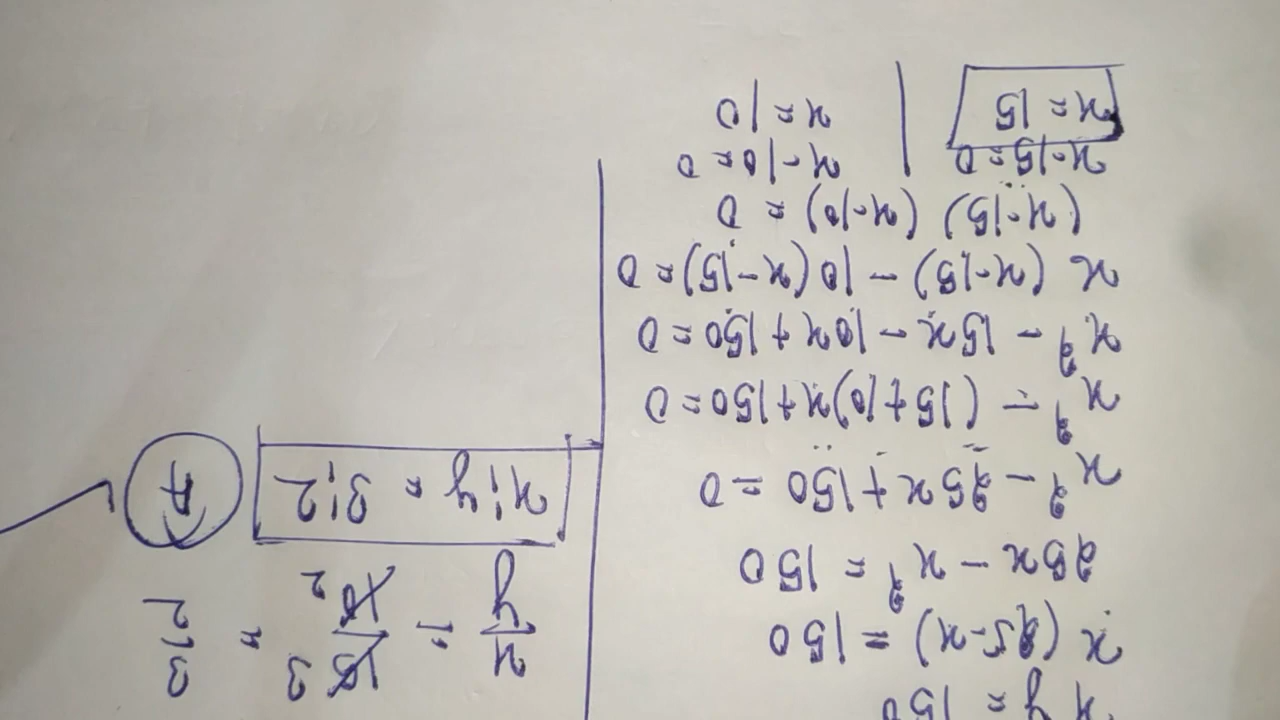 xy = 150
x (25-x) = 150
25x - x² = 150
x² - 25x + 150 = 0
x² - (15+10)x + 150 = 0
x² - 15x - 10x + 150 = 0
x (x-15) - 10 (x-15) = 0
(x-15) (x-10) = 0
x-15=0 | x-10=0
x = 15 | x = 10
x/y = 15/10 3/2 = 3/2
x:y = 3:2 A